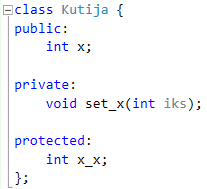 class Kutija {
public:
    int x;

private:
    void set_x(int iks);

protected:
    int x_x;
};